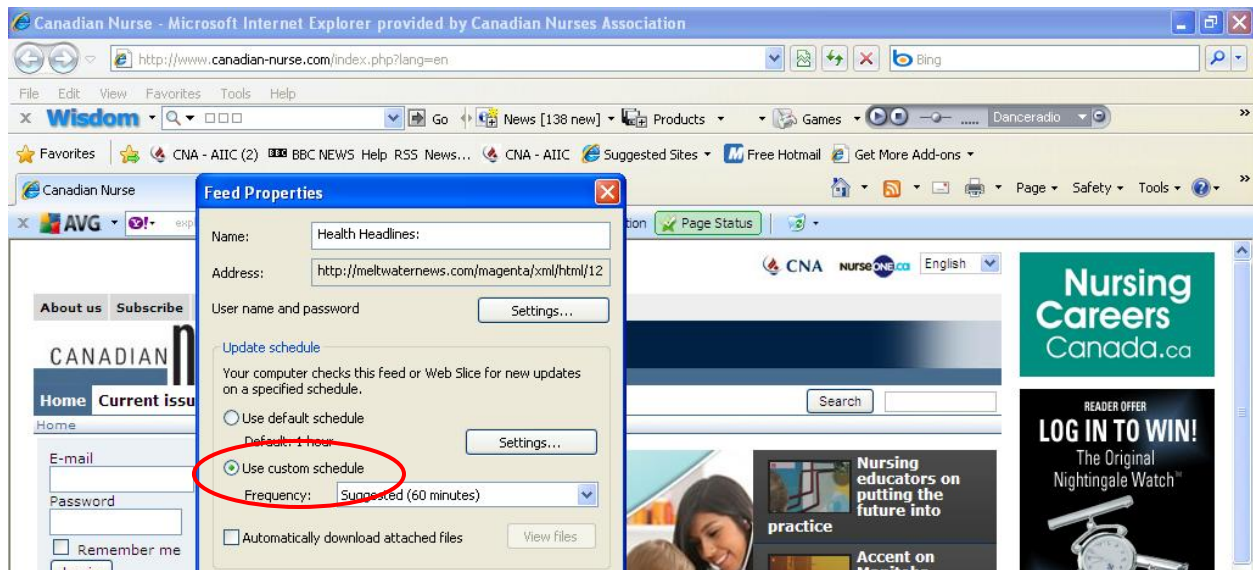 Canadian Nurse - Microsoft Internet Explorer provided by Canadian Nurses Association
http://www.canadian-nurse.com/index.php?lang=en
Bing
File Edit View Favorites Tools Help
x Wisdom Go News [138 new] Products Games Danceradio »
Favorites CNA - AIIC (2) BBC NEWS Help RSS News... CNA - AIIC Suggested Sites Free Hotmail Get More Add-ons
Canadian Nurse
Page Safety Tools »
x AVG Y!
Page Status
Feed Properties
Name: Health Headlines:
Address: http://meltwaternews.com/magenta/xml/html/12
User name and password Settings...
Update schedule
Your computer checks this feed or Web Slice for new updates
on a specified schedule.
Use default schedule
Default: 1 hour Settings...
Use custom schedule
Frequency: Suggested (60 minutes)
Automatically download attached files View files
CNA NurseONE.ca English
About us Subscribe
CANADIAN
Home Current issu
Search
Home
E-mail
Password
Remember me
Nursing
educators on
putting the
future into
practice
Accent on
Nursing
Careers
Canada.ca
READER OFFER
LOG IN TO WIN!
The Original
Nightingale Watch™